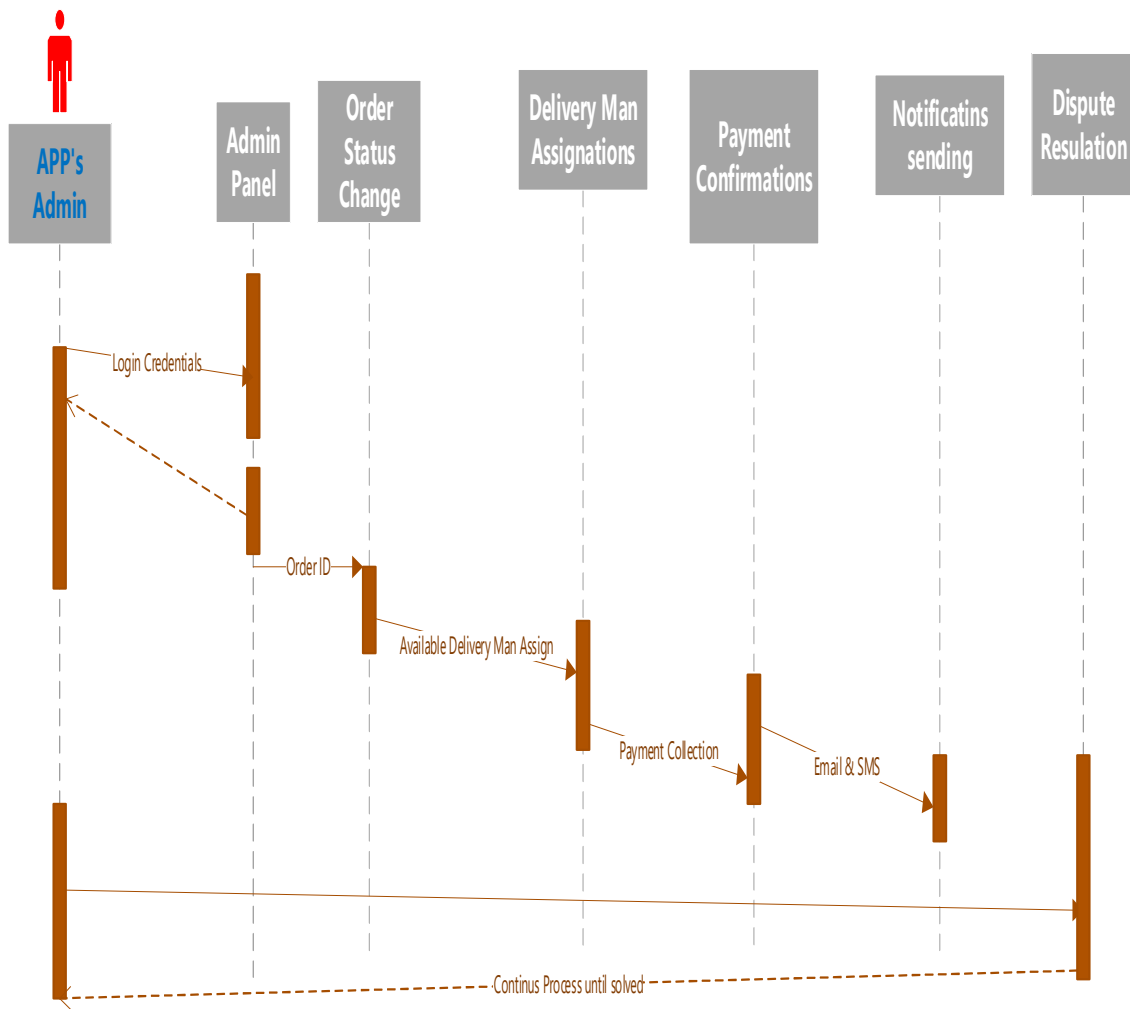 APP's
Admin
Admin
Panel
Order
Status
Change
Delivery Man
Assignations
Payment
Confirmations
Notificatins
sending
Dispute
Resulation
Login Credentials
Order ID
Available Delivery Man Assign
Payment Collection
Email & SMS
Continus Process until solved